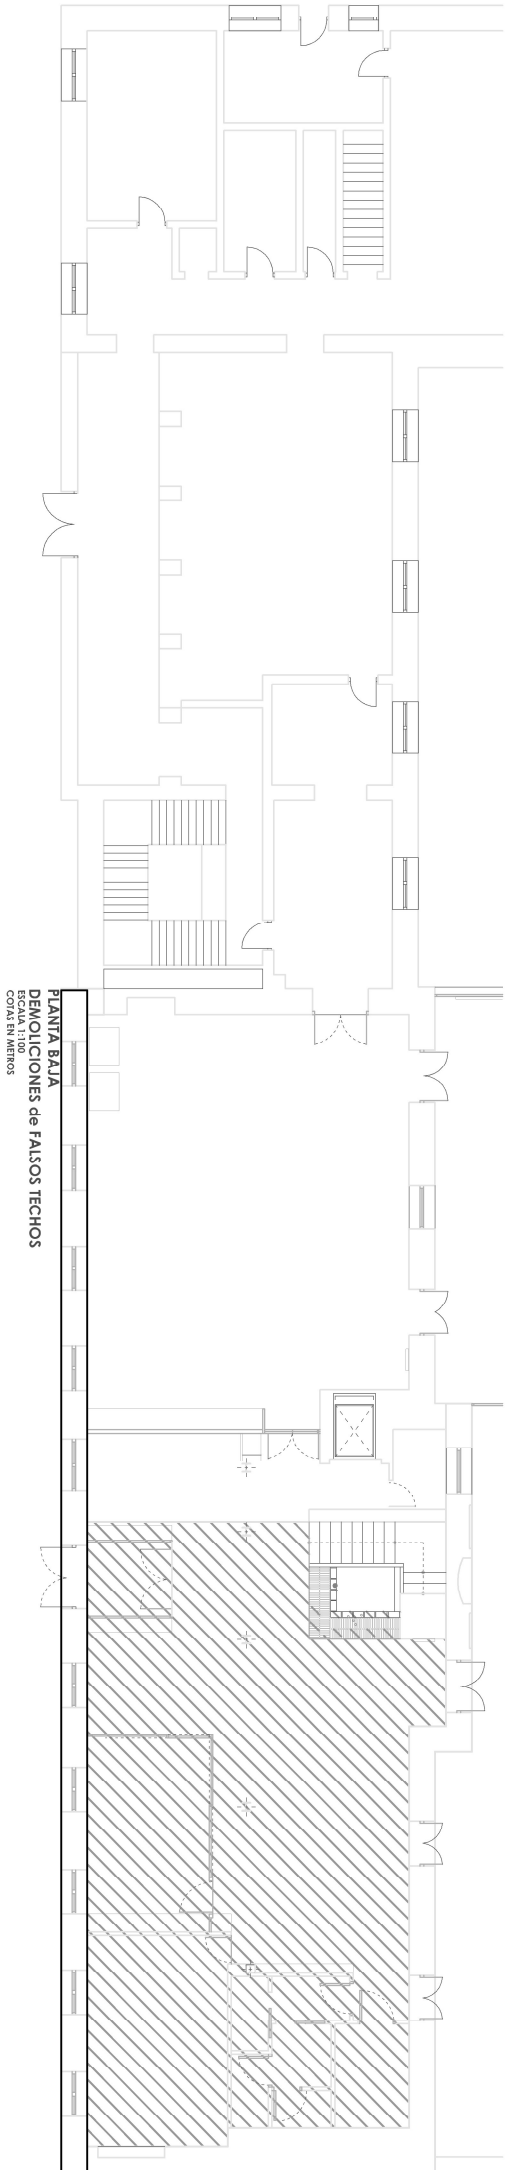 PLANTA BAJA
DEMOLICIONES de FALSOS TECHOS
ESCALA 1:100
COTAS EN METROS